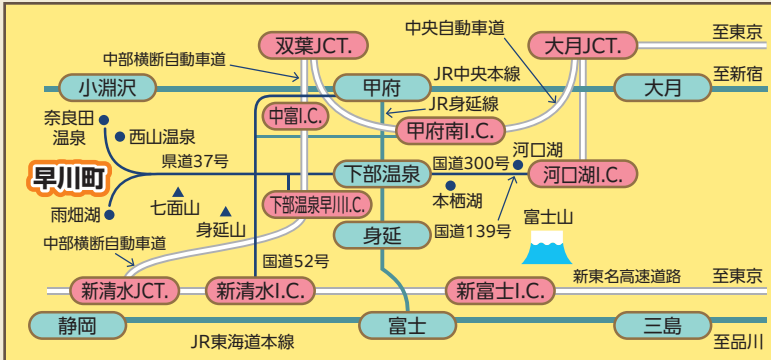 双葉JCT.
中央自動車道
大月JCT.
至東京
中部横断自動車道
JR中央本線
至新宿
小淵沢
甲府
大月
奈良田
温泉
西山温泉
中富I.C.
JR身延線
甲府南I.C.
河口湖
県道37号
国道300号
早川町
下部温泉
河口湖I.C.
雨畑湖
七面山
身延山
下部温泉早川I.C.
本栖湖
国道139号
富士山
中部横断自動車道
身延
国道52号
新東名高速道路
至東京
新清水JCT.
新清水I.C.
新富士I.C.
静岡
富士
三島
JR東海道本線
至品川